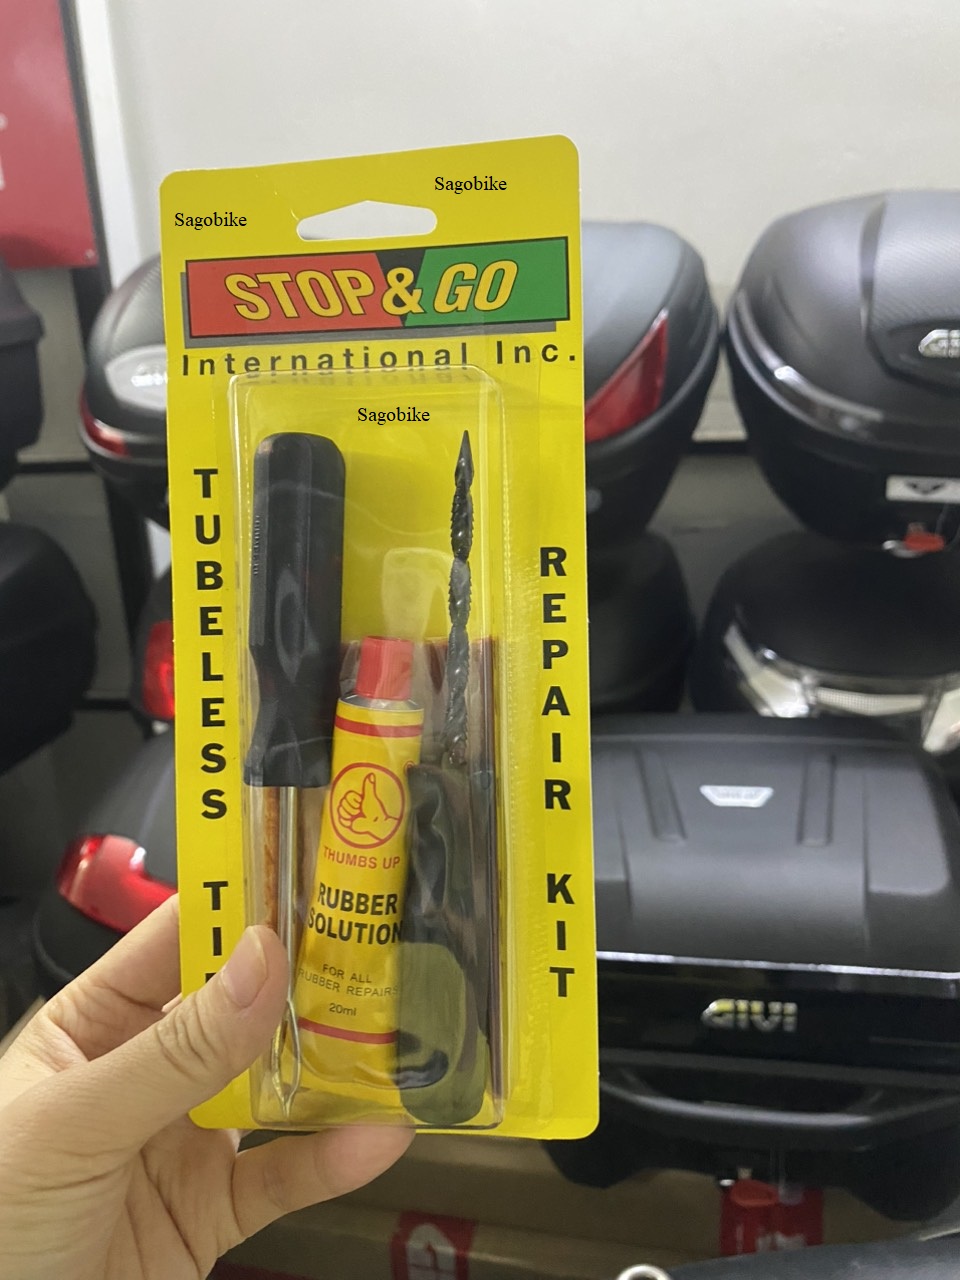 Sagobike
Sagobike
STOP & GO
International Inc.
Sagobike
TUBELESS
REPAIR KIT
THUMBS UP
RUBBER
SOLUTION
FOR ALL
RUBBER REPAIRS
20ml
GIVI